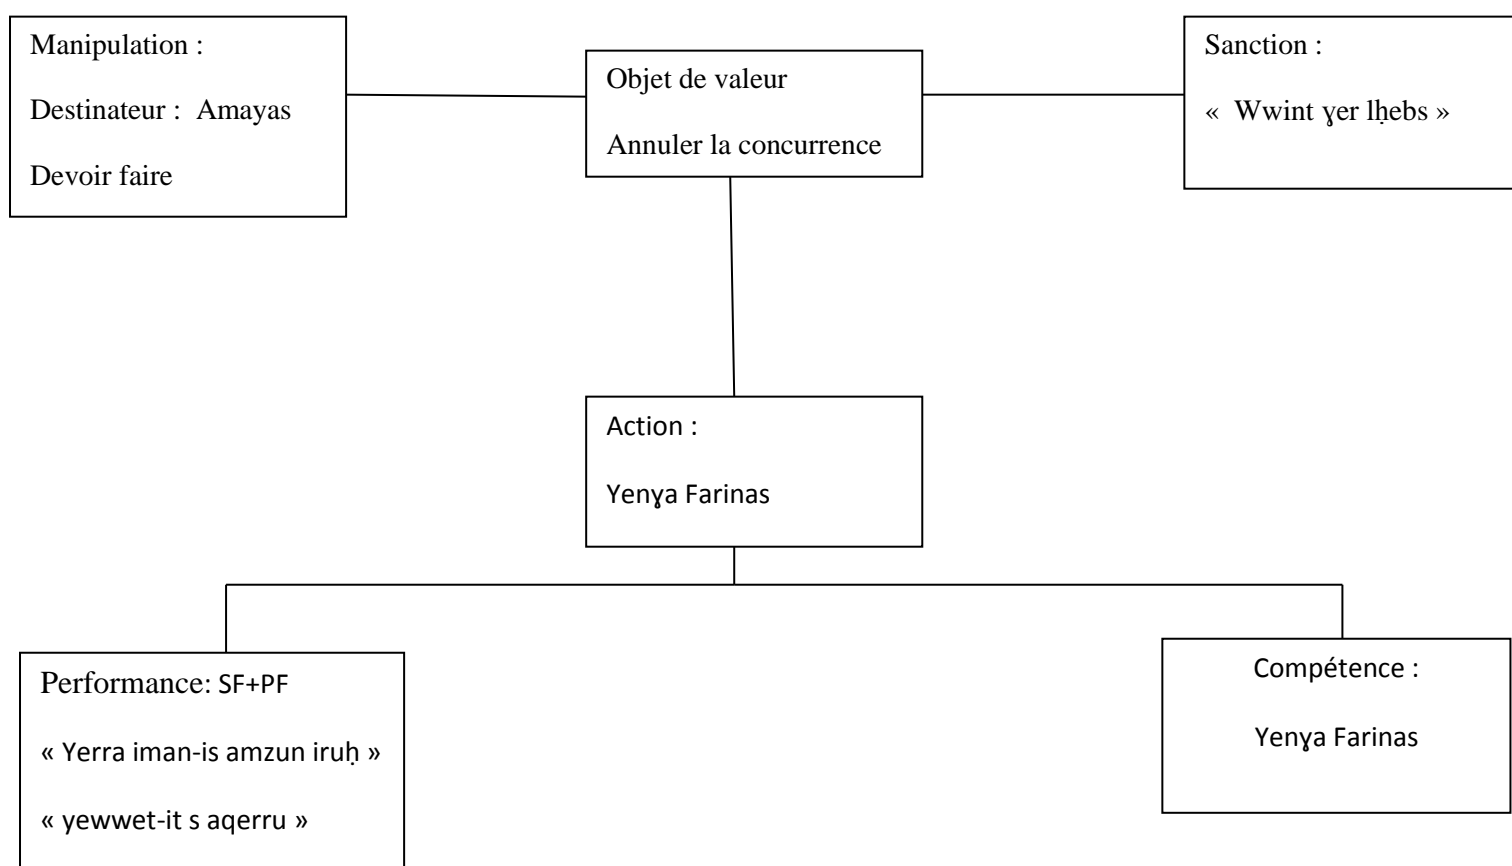 Manipulation :
Destinateur : Amayas
Devoir faire
Objet de valeur
Annuler la concurrence
Sanction :
« Wwint ɣer lḥebs »
Action :
Yenɣa Farinas
Performance: SF+PF
« Yerra iman-is amzun iruḥ »
« yewwet-it s aqerru »
Compétence :
Yenɣa Farinas